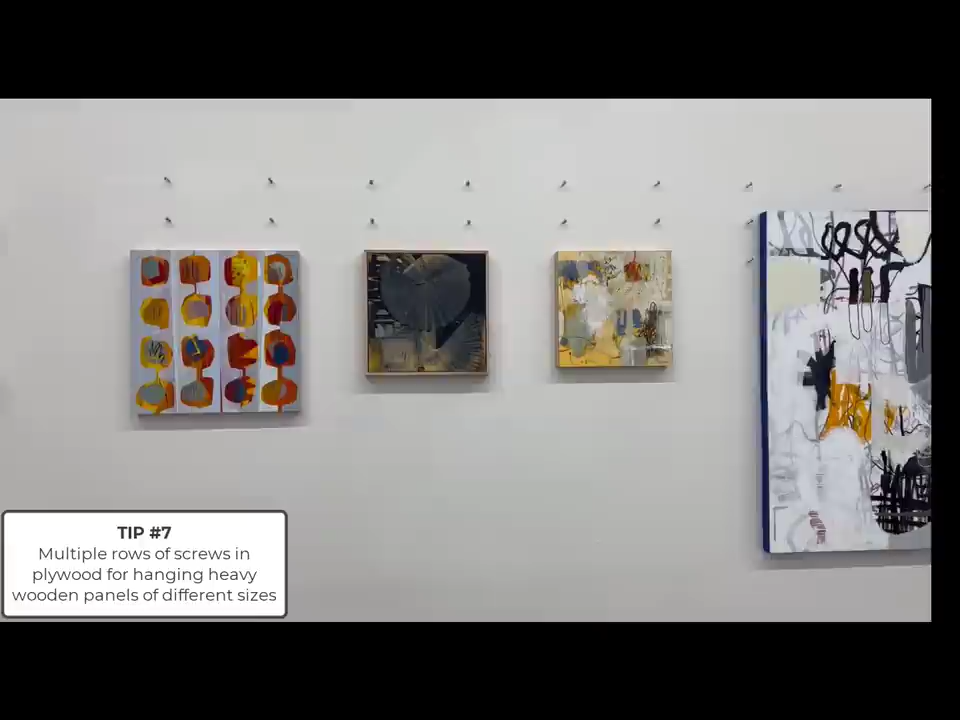 TIP #7
Multiple rows of screws in
plywood for hanging heavy
wooden panels of different sizes